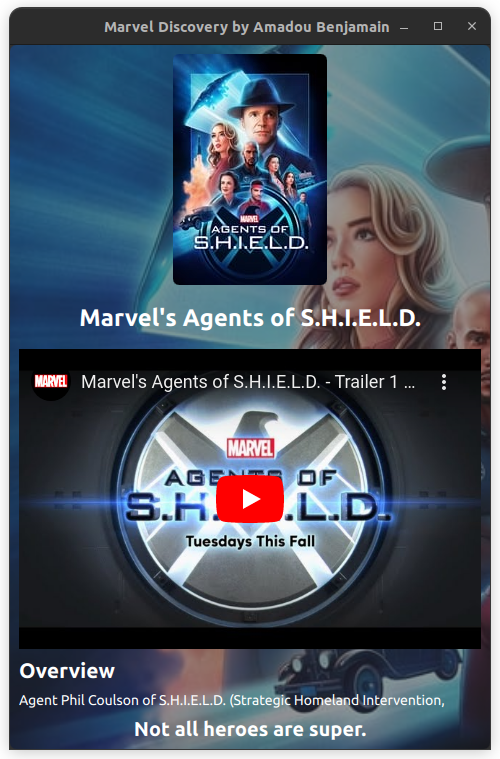 Marvel Discovery by Amadou Benjamain
MARVEL
AGENTS OF
S.H.I.E.L.D.
Marvel's Agents of S.H.I.E.L.D.
MARVEL
Marvel's Agents of S.H.I.E.L.D. - Trailer 1 ...
MARVEL
AGENTS OF
S.H.I.E.L.D.
Tuesdays This Fall
Overview
Agent Phil Coulson of S.H.I.E.L.D. (Strategic Homeland Intervention,
Not all heroes are super.